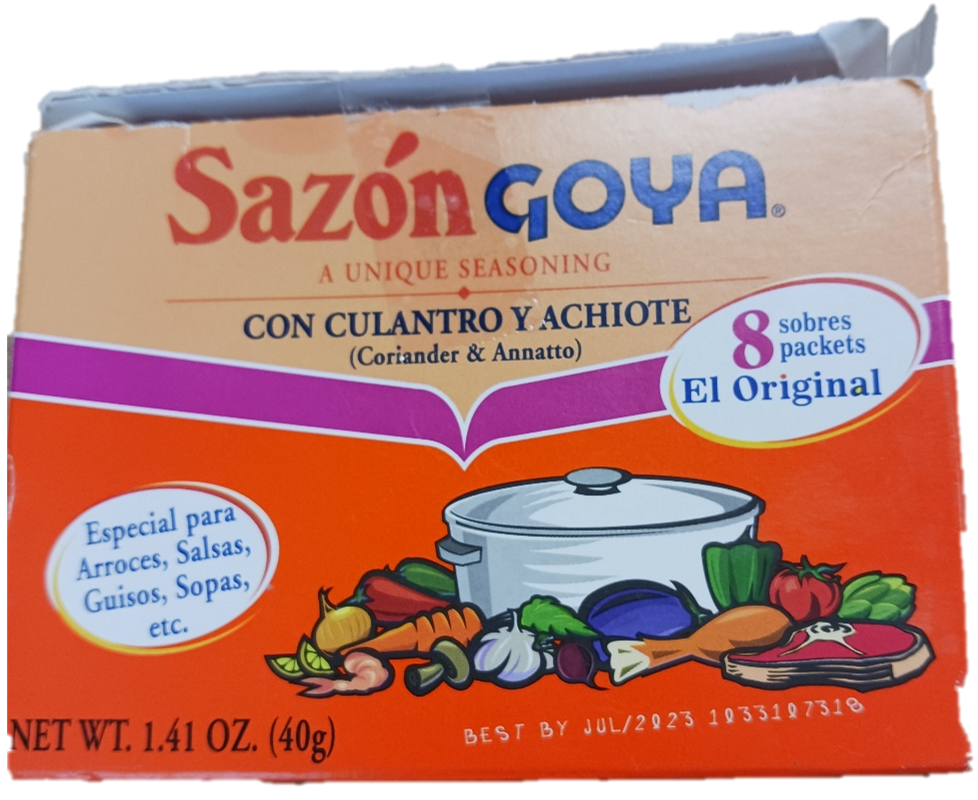 Sazón GOYA®
A UNIQUE SEASONING
CON CULANTRO Y ACHIOTE
(Coriander & Annatto)
8 sobres
packets
El Original
Especial para
Arroces, Salsas,
Guisos, Sopas,
etc.
NET WT. 1.41 OZ. (40g)
BEST BY JUL/2023 1033107318